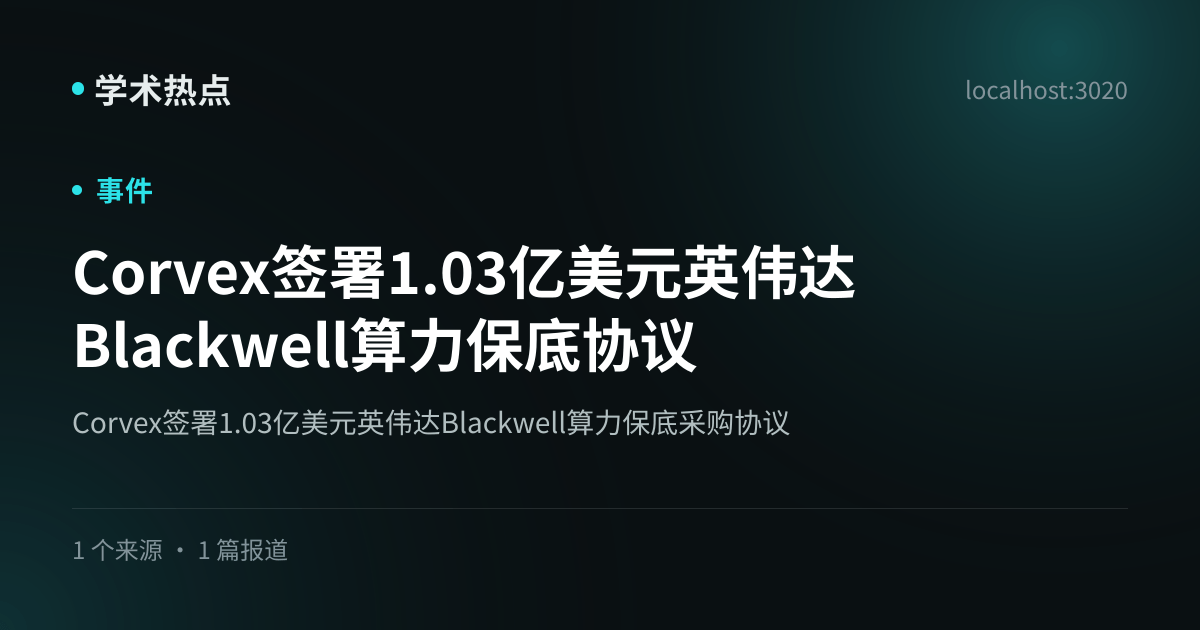 学术热点
localhost:3020
事件
Corvex签署1.03亿美元英伟达
Blackwell算力保底协议
Corvex签署1.03亿美元英伟达Blackwell算力保底采购协议
1 个来源 · 1 篇报道